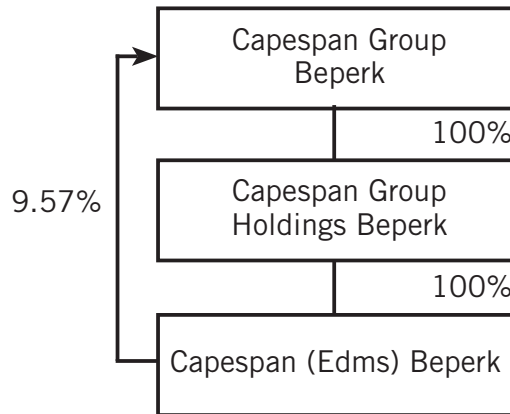 Capespan Group
Beperk
100%
9.57%
Capespan Group
Holdings Beperk
100%
Capespan (Edms) Beperk